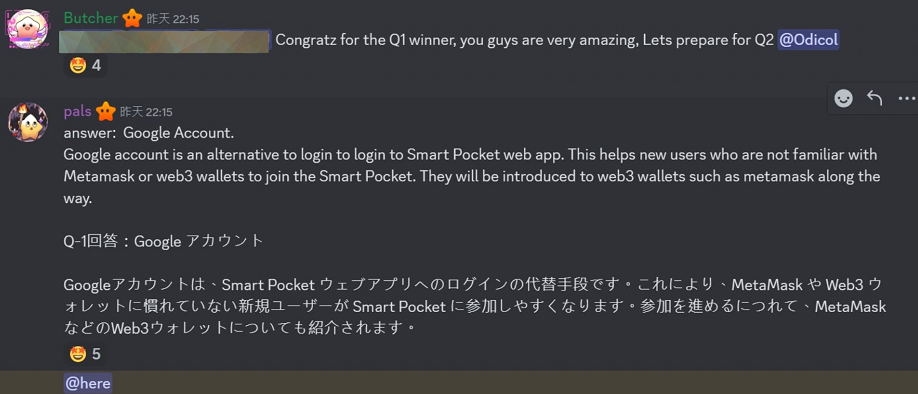 Butcher 昨天 22:15
Congratz for the Q1 winner, you guys are very amazing, Lets prepare for Q2 @Odicol
4
pals 昨天 22:15
answer: Google Account.
Google account is an alternative to login to login to Smart Pocket web app. This helps new users who are not familiar with
Metamask or web3 wallets to join the Smart Pocket. They will be introduced to web3 wallets such as metamask along the
way.
Q-1回答：Google アカウント
Googleアカウントは、Smart Pocket ウェブアプリへのログインの代替手段です。これにより、MetaMask や Web3 ウ
ォレットに慣れていない新規ユーザーが Smart Pocket に参加しやすくなります。参加を進めるにつれて、MetaMask
などのWeb3ウォレットについても紹介されます。
5
@here